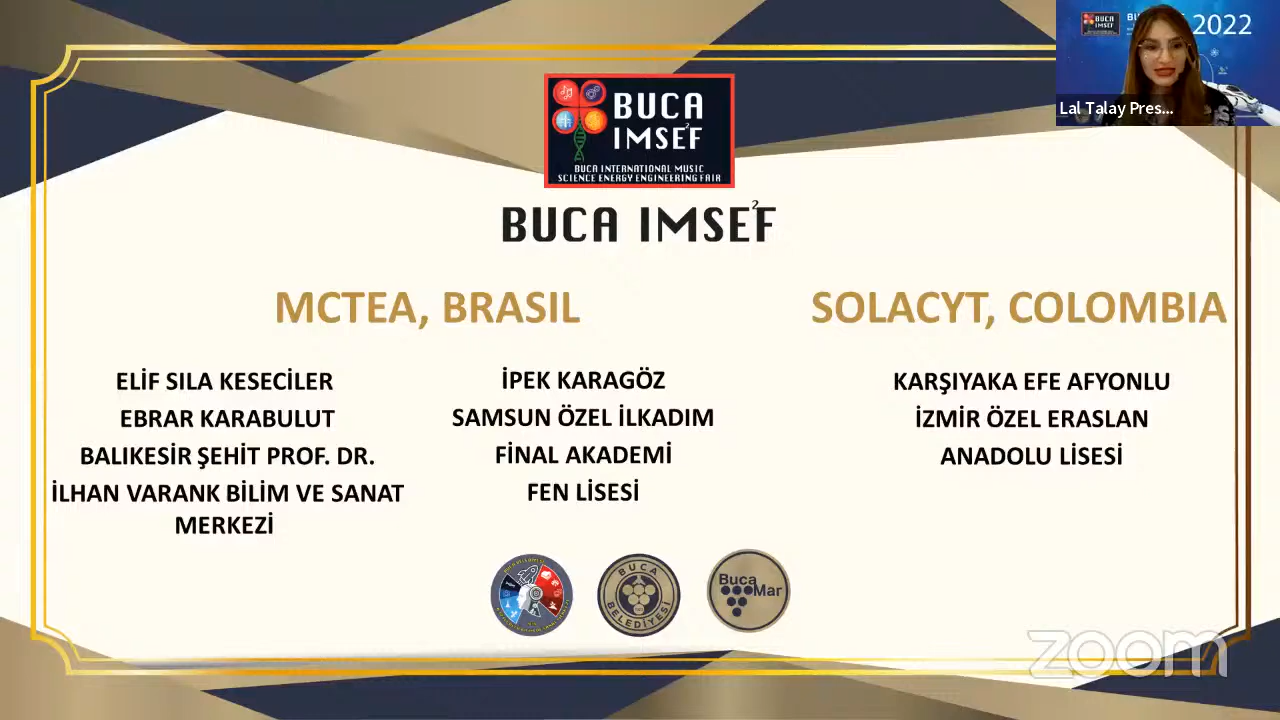 BUCA IMSEF
2022
Lal Talay Pres...
BUCA
IMSE²F
BUCA INTERNATIONAL MUSIC
SCIENCE ENERGY ENGINEERING FAIR
BUCA IMSE²F
MCTEA, BRASIL
SOLACYT, COLOMBIA
ELİF SILA KESECİLER
EBRAR KARABULUT
BALIKESİR ŞEHİT PROF. DR.
İLHAN VARANK BİLİM VE SANAT
MERKEZİ
İPEK KARAGÖZ
SAMSUN ÖZEL İLKADIM
FİNAL AKADEMİ
FEN LİSESİ
KARŞIYAKA EFE AFYONLU
İZMİR ÖZEL ERASLAN
ANADOLU LİSESİ
BUCA
BELEDİYESİ
Buca
Mar
zoom